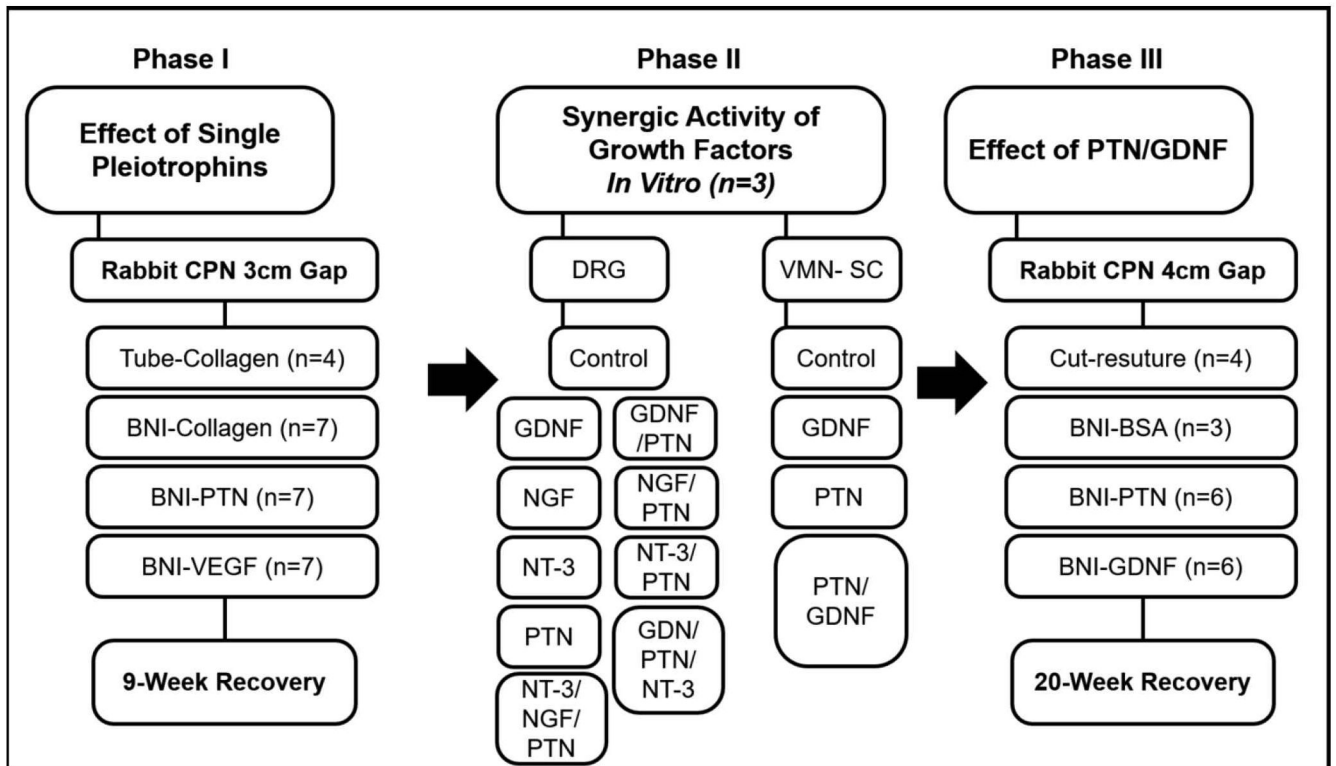 Phase I
Effect of Single
Pleiotrophins
Rabbit CPN 3cm Gap
Tube-Collagen (n=4)
BNI-Collagen (n=7)
BNI-PTN (n=7)
BNI-VEGF (n=7)
9-Week Recovery
Phase II
Synergic Activity of
Growth Factors
In Vitro (n=3)
DRG
Control
GDNF
NGF
NT-3
PTN
NT-3/
NGF/
PTN
GDNF
/PTN
NGF/
PTN
NT-3/
PTN
GDN/
PTN/
NT-3
VMN- SC
Control
GDNF
PTN
PTN/
GDNF
Phase III
Effect of PTN/GDNF
Rabbit CPN 4cm Gap
Cut-resuture (n=4)
BNI-BSA (n=3)
BNI-PTN (n=6)
BNI-GDNF (n=6)
20-Week Recovery